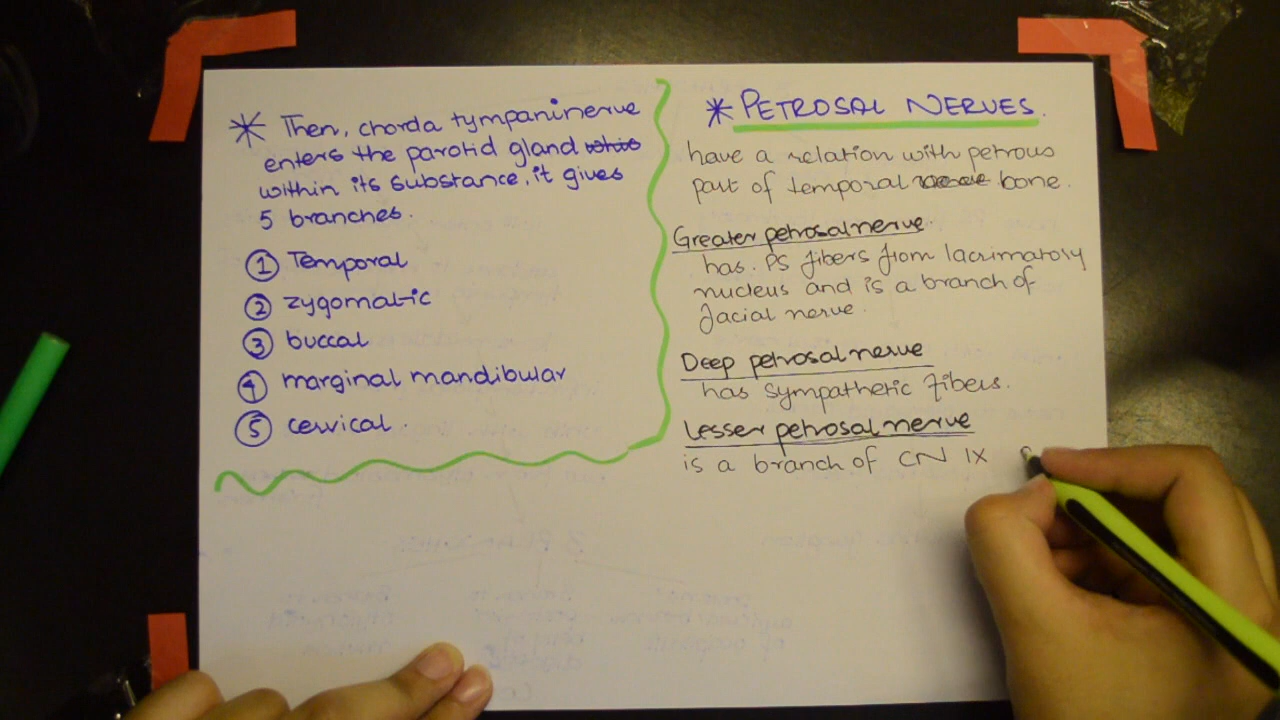 * Then, chorda tympani nerve
enters the parotid gland
within its substance, it gives
5 branches.
① Temporal
② zygomatic
③ buccal
④ marginal mandibular
⑤ cervical.
* PETROSAL NERVES.
have a relation with petrous
part of temporal bone.
Greater petrosal nerve
has PS fibers from lacrimatory
nucleus and is a branch of
facial nerve.
Deep petrosal nerve
has sympathetic fibers.
Lesser petrosal nerve
is a branch of CN IX